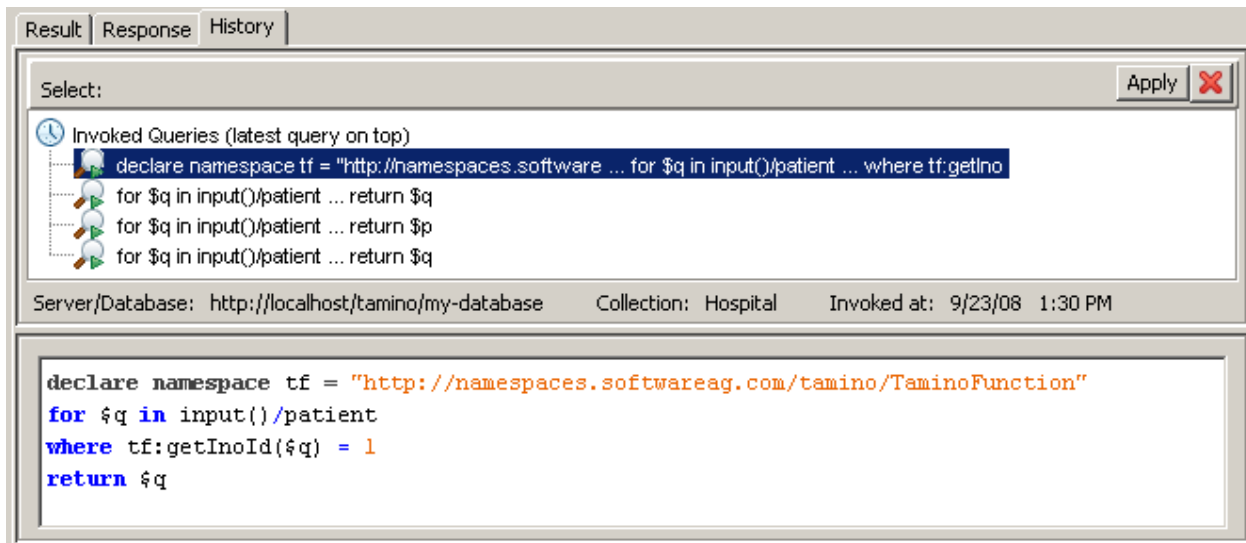 Result Response History
Select: Apply
Invoked Queries (latest query on top)
declare namespace tf = "http://namespaces.software ... for $q in input()/patient ... where tf:getIno
for $q in input()/patient ... return $q
for $q in input()/patient ... return $p
for $q in input()/patient ... return $q
Server/Database: http://localhost/tamino/my-database Collection: Hospital Invoked at: 9/23/08 1:30 PM
declare namespace tf = "http://namespaces.softwareag.com/tamino/TaminoFunction"
for $q in input()/patient
where tf:getInoId($q) = 1
return $q